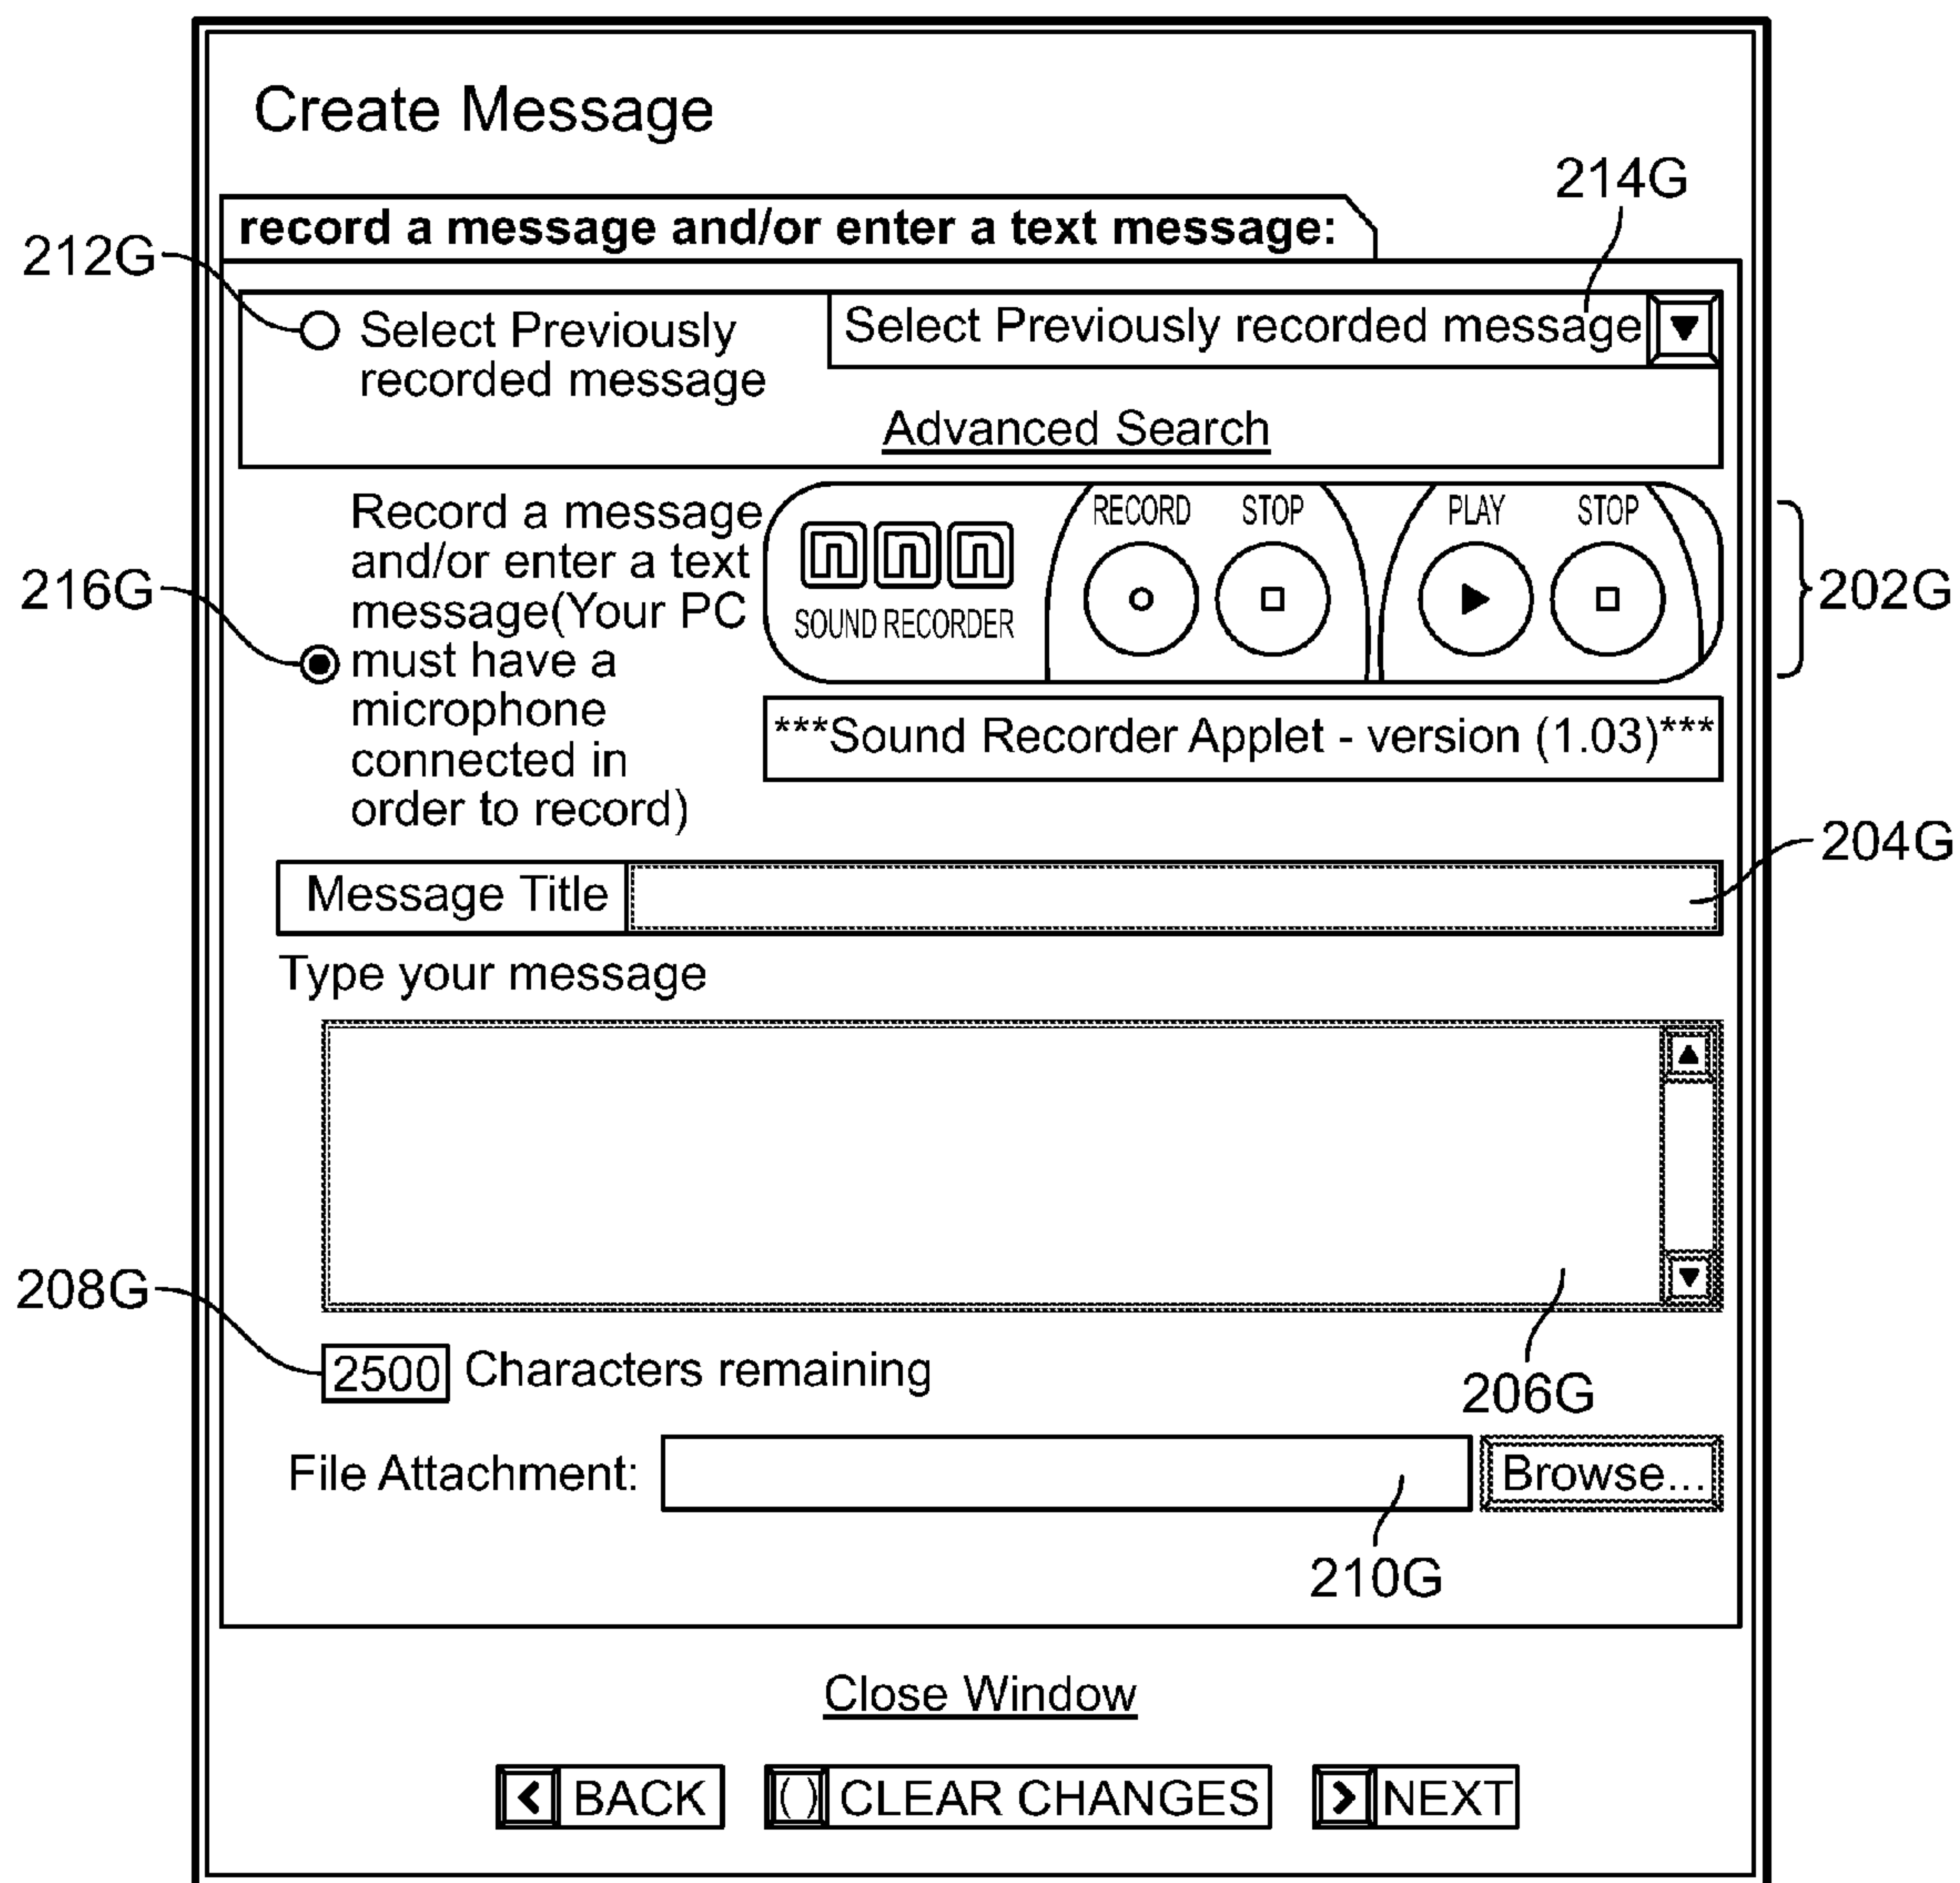 Create Message
214G
record a message and/or enter a text message:
212G
Select Previously
recorded message
Select Previously recorded message
Advanced Search
Record a message
and/or enter a text
message(Your PC
must have a
microphone
connected in
order to record)
216G
SOUND RECORDER
RECORD STOP PLAY STOP
202G
***Sound Recorder Applet - version (1.03)***
204G
Message Title
Type your message
208G
2500 Characters remaining
206G
File Attachment: Browse...
210G
Close Window
BACK CLEAR CHANGES NEXT